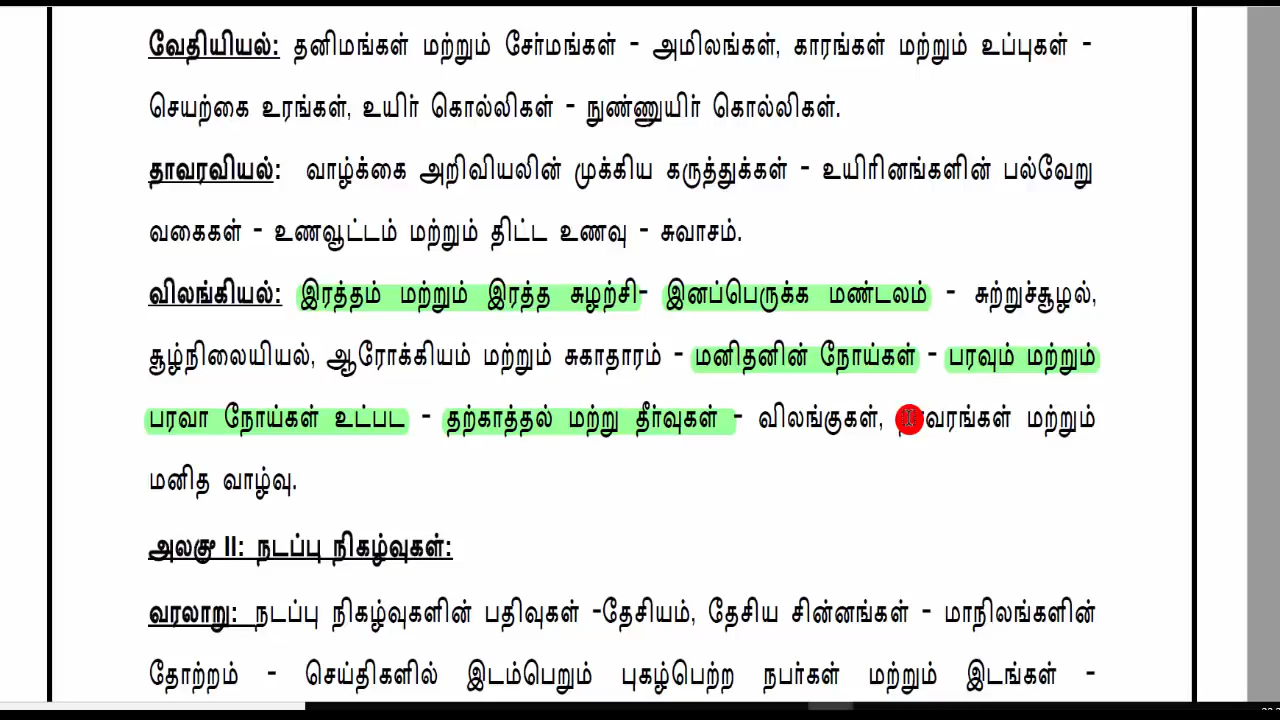 வேதியியல்: தனிமங்கள் மற்றும் சேர்மங்கள் - அமிலங்கள், காரங்கள் மற்றும் உப்புகள் -
செயற்கை உரங்கள், உயிர் கொல்லிகள் - நுண்ணுயிர் கொல்லிகள்.
தாவரவியல்: வாழ்க்கை அறிவியலின் முக்கிய கருத்துக்கள் - உயிரினங்களின் பல்வேறு
வகைகள் - உணவூட்டம் மற்றும் திட்ட உணவு - சுவாசம்.
விலங்கியல்: இரத்தம் மற்றும் இரத்த சுழற்சி- இனப்பெருக்க மண்டலம் - சுற்றுச்சூழல்,
சூழ்நிலையியல், ஆரோக்கியம் மற்றும் சுகாதாரம் - மனிதனின் நோய்கள் - பரவும் மற்றும்
பரவா நோய்கள் உட்பட - தற்காத்தல் மற்று தீர்வுகள் - விலங்குகள், மற்றும்
மனித வாழ்வு.
அலகு II: நடப்பு நிகழ்வுகள்:
வரலாறு: நடப்பு நிகழ்வுகளின் பதிவுகள் -தேசியம், தேசிய சின்னங்கள் - மாநிலங்களின்
தோற்றம் - செய்திகளில் இடம்பெறும் புகழ்பெற்ற நபர்கள் மற்றும் இடங்கள் -